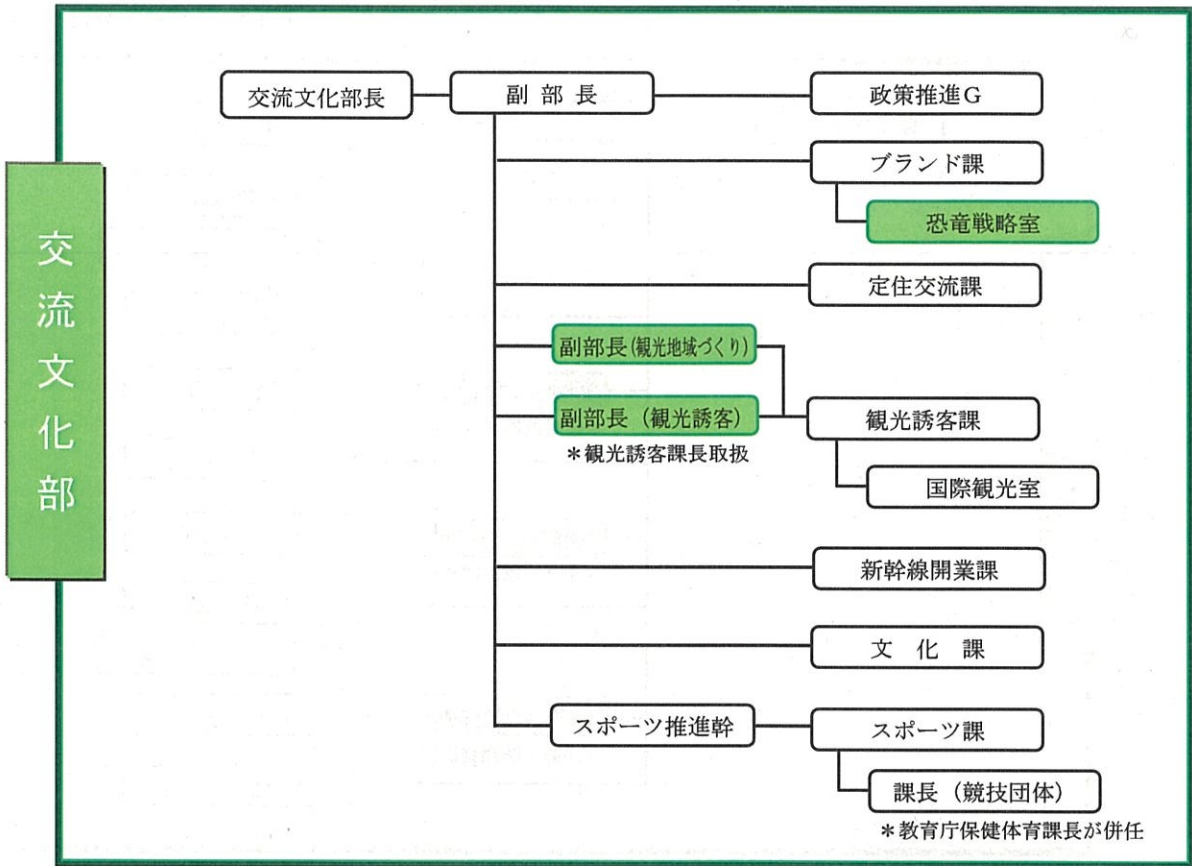 交流文化部
交流文化部長
副部長
政策推進G
ブランド課
恐竜戦略室
定住交流課
副部長(観光地域づくり)
副部長(観光誘客)
*観光誘客課長取扱
観光誘客課
国際観光室
新幹線開業課
文化課
スポーツ推進幹
スポーツ課
課長(競技団体)
*教育庁保健体育課長が併任